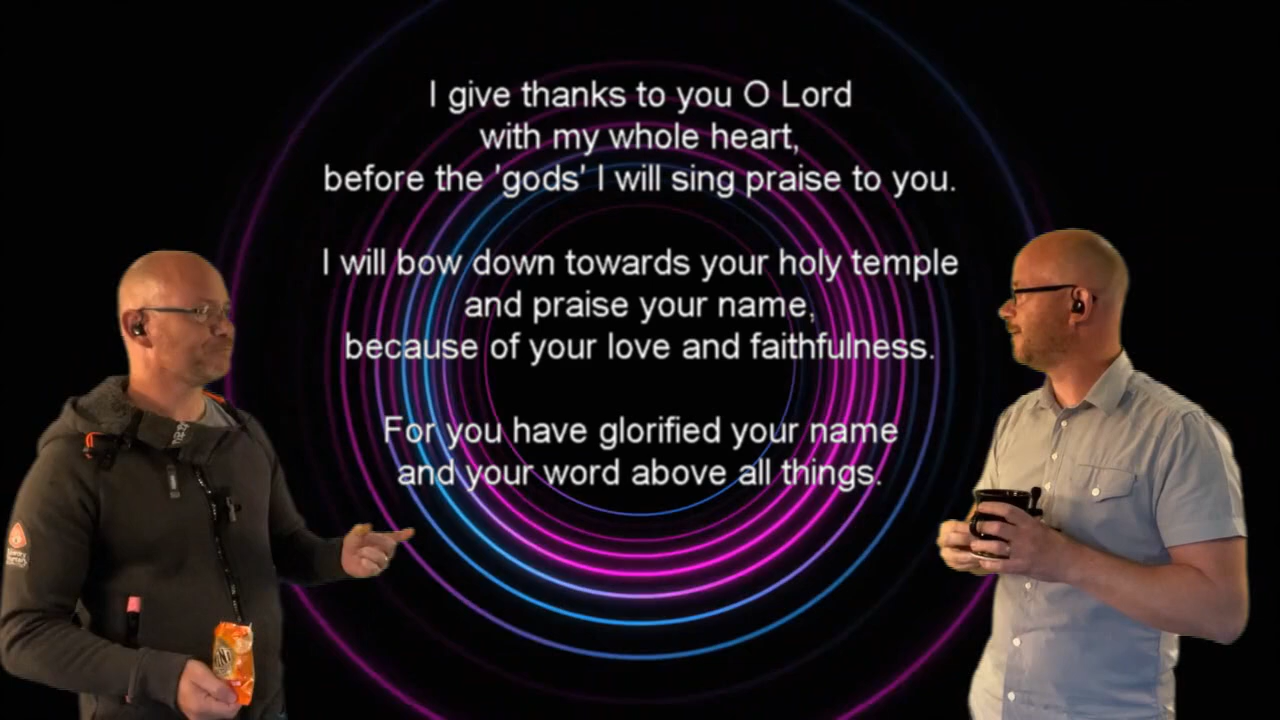 I give thanks to you O Lord
with my whole heart,
before the 'gods' I will sing praise to you.
I will bow down towards your holy temple
and praise your name,
because of your love and faithfulness.
For you have glorified your name
and your word above all things.